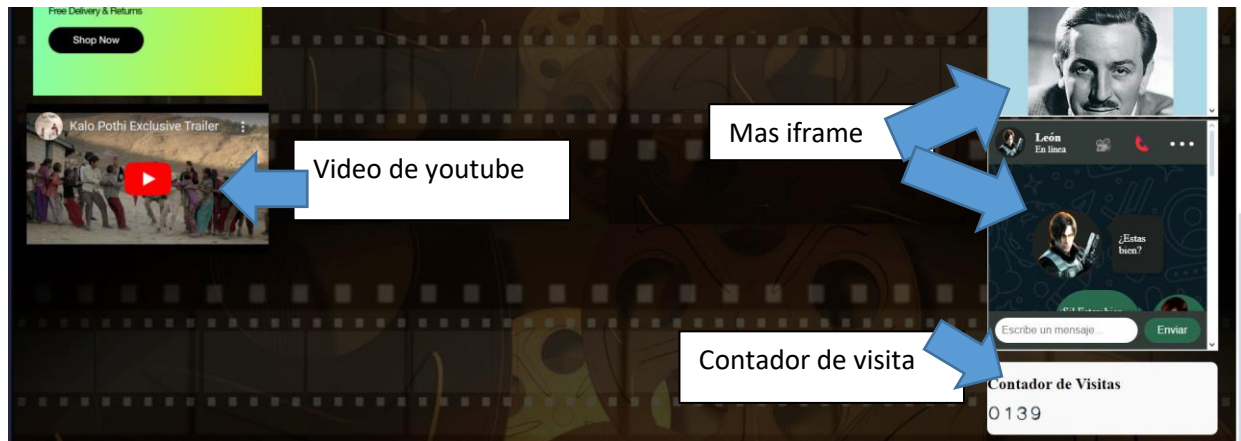 Free Delivery & Returns
Shop Now
Kalo Pothi Exclusive Trailer
Video de youtube
Mas iframe
León
En línea
¿Estas
bien?
Escribe un mensaje...
Enviar
Contador de visita
Contador de Visitas
0139